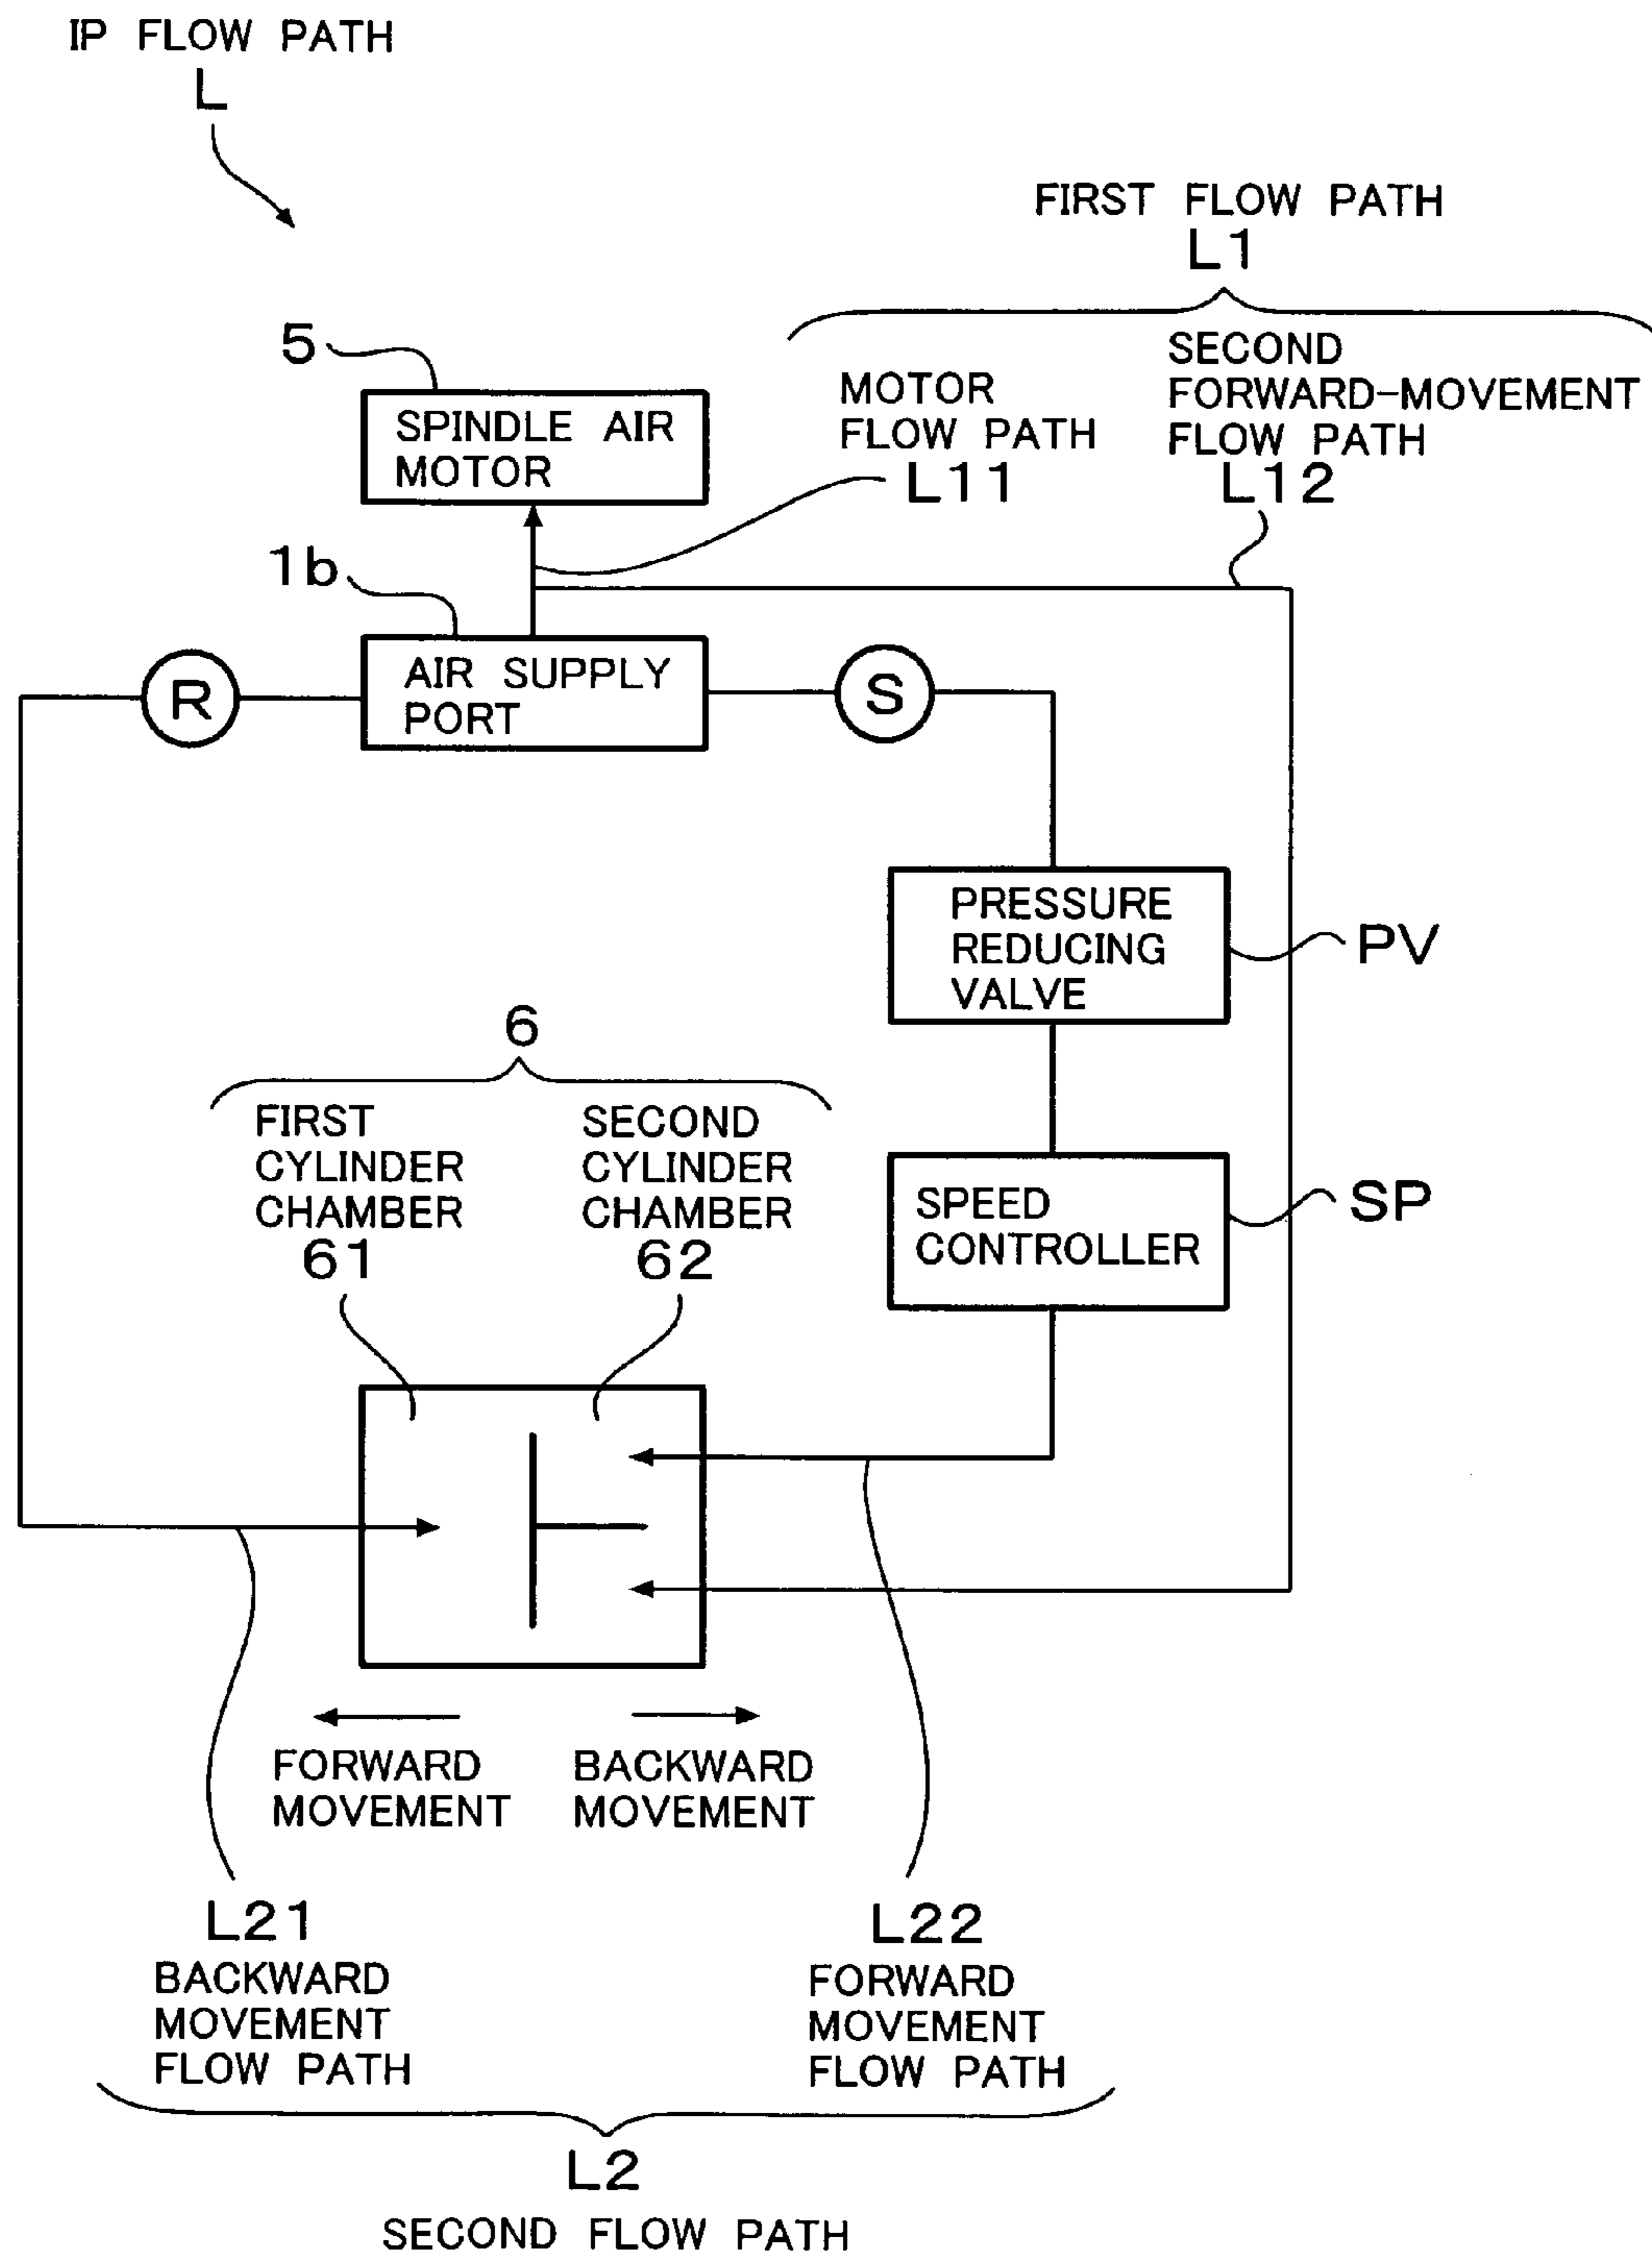 IP FLOW PATH
L
FIRST FLOW PATH
L1
5
SPINDLE AIR
MOTOR
MOTOR
FLOW PATH
L11
SECOND
FORWARD-MOVEMENT
FLOW PATH
L12
1b
R
AIR SUPPLY
PORT
S
PRESSURE
REDUCING
VALVE
PV
6
FIRST
CYLINDER
CHAMBER
61
SECOND
CYLINDER
CHAMBER
62
SPEED
CONTROLLER
SP
FORWARD
MOVEMENT
BACKWARD
MOVEMENT
L21
BACKWARD
MOVEMENT
FLOW PATH
L22
FORWARD
MOVEMENT
FLOW PATH
L2
SECOND FLOW PATH